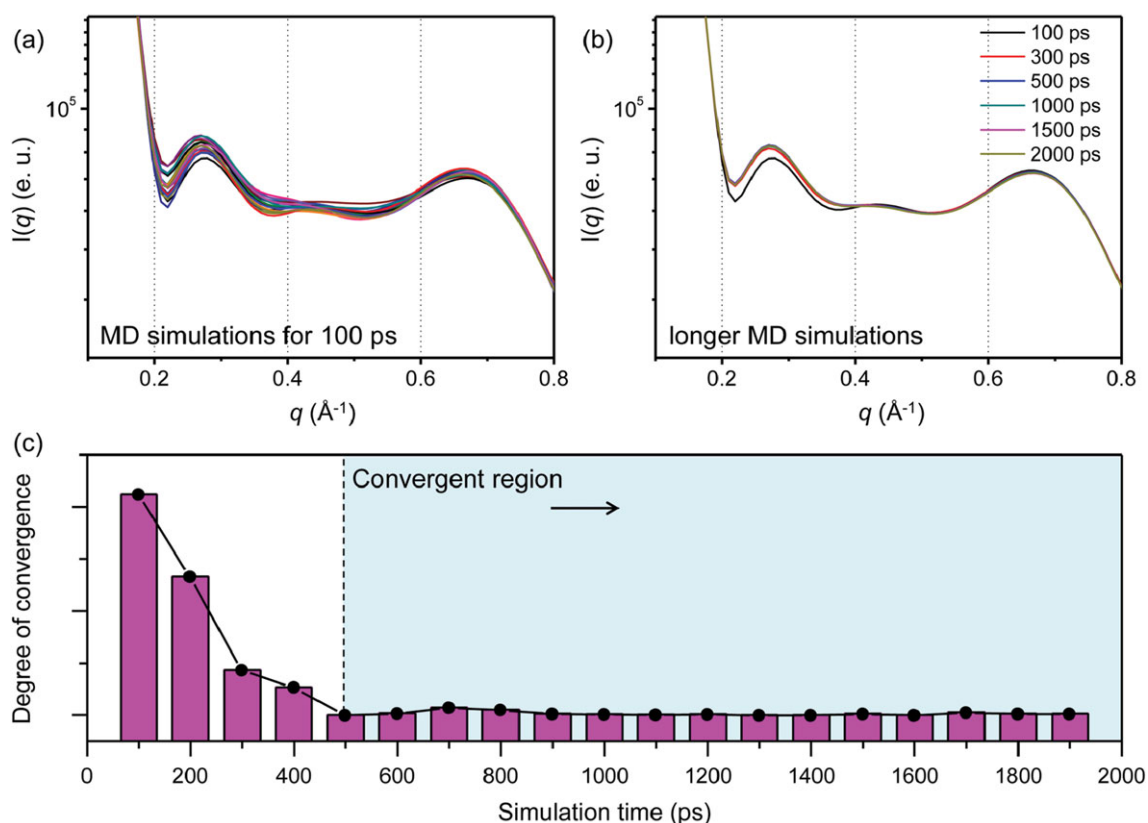 (a)
10⁵
I(q) (e. u.)
MD simulations for 100 ps
0.2 0.4 0.6 0.8
q (Å⁻¹)
(b)
100 ps
300 ps
500 ps
1000 ps
1500 ps
2000 ps
10⁵
I(q) (e. u.)
longer MD simulations
0.2 0.4 0.6 0.8
q (Å⁻¹)
(c)
Convergent region
Degree of convergence
0 200 400 600 800 1000 1200 1400 1600 1800 2000
Simulation time (ps)